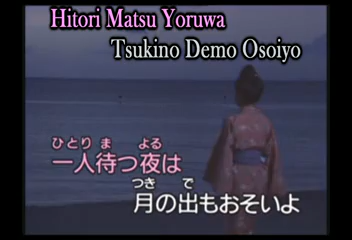 Hitori Matsu Yoruwa
Tsukino Demo Osoiyo
ひとり ま よる
一人待つ夜は
つき で
月の出もおそいよ